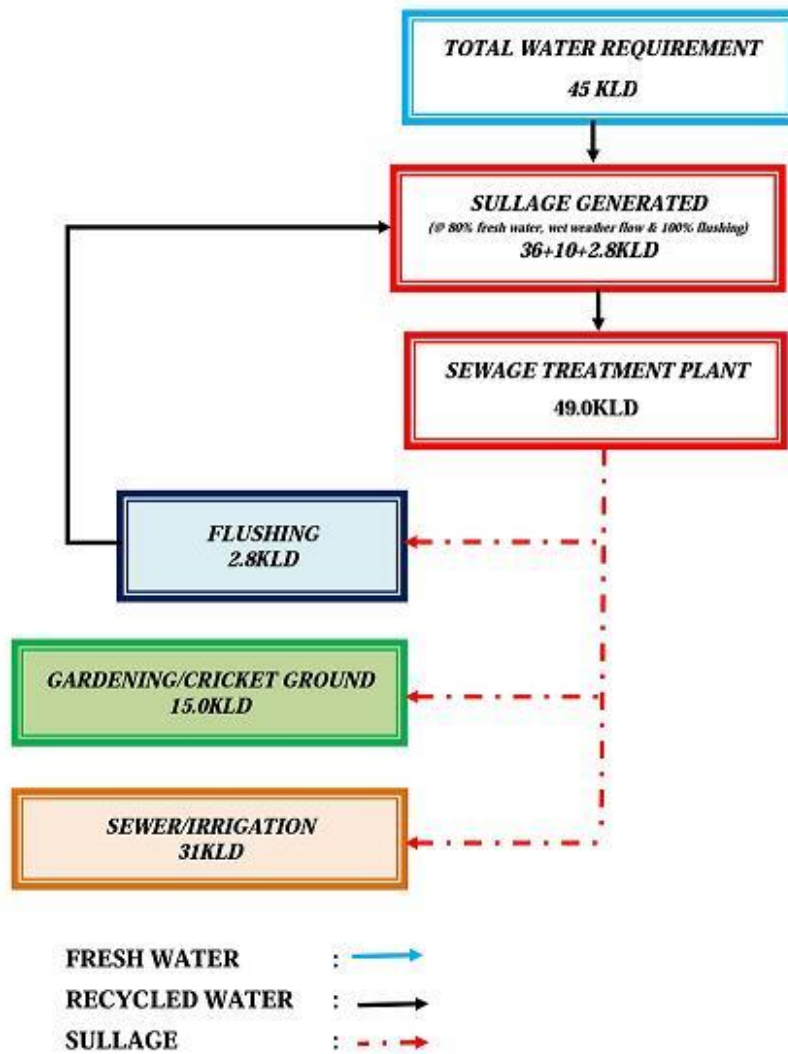 TOTAL WATER REQUIREMENT
45 KLD
SULLAGE GENERATED
(@ 80% fresh water, wet weather flow & 100% flushing)
36+10+2.8KLD
SEWAGE TREATMENT PLANT
49.0KLD
FLUSHING
2.8KLD
GARDENING/CRICKET GROUND
15.0KLD
SEWER/IRRIGATION
31KLD
FRESH WATER :
RECYCLED WATER :
SULLAGE :